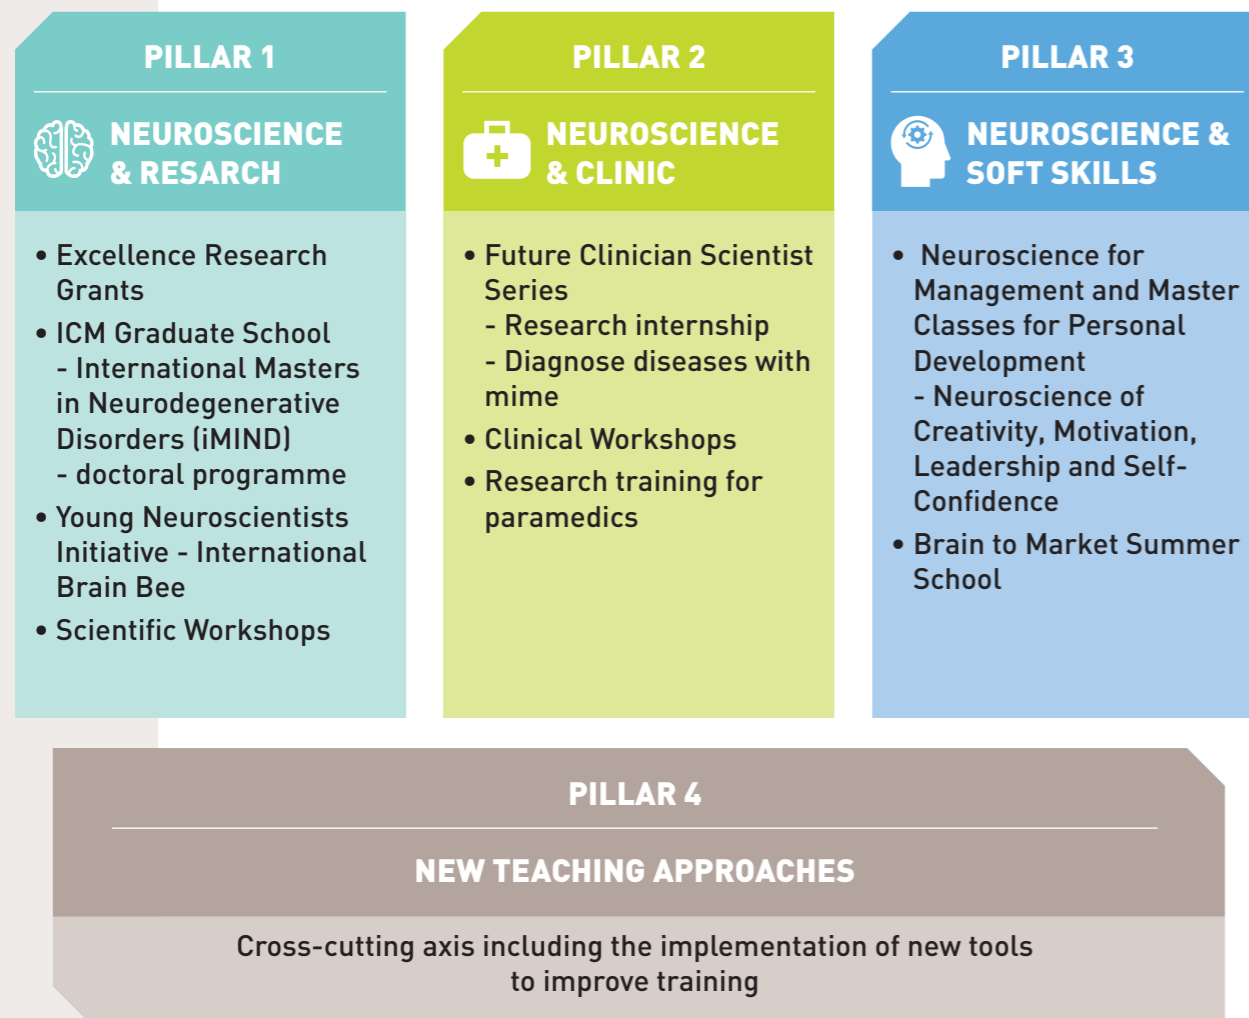 PILLAR 1
NEUROSCIENCE
& RESARCH
• Excellence Research
Grants
• ICM Graduate School
- International Masters
in Neurodegenerative
Disorders (iMIND)
- doctoral programme
• Young Neuroscientists
Initiative - International
Brain Bee
• Scientific Workshops
PILLAR 2
NEUROSCIENCE
& CLINIC
• Future Clinician Scientist
Series
- Research internship
- Diagnose diseases with
mime
• Clinical Workshops
• Research training for
paramedics
PILLAR 3
NEUROSCIENCE &
SOFT SKILLS
• Neuroscience for
Management and Master
Classes for Personal
Development
- Neuroscience of
Creativity, Motivation,
Leadership and Self-
Confidence
• Brain to Market Summer
School
PILLAR 4
NEW TEACHING APPROACHES
Cross-cutting axis including the implementation of new tools
to improve training